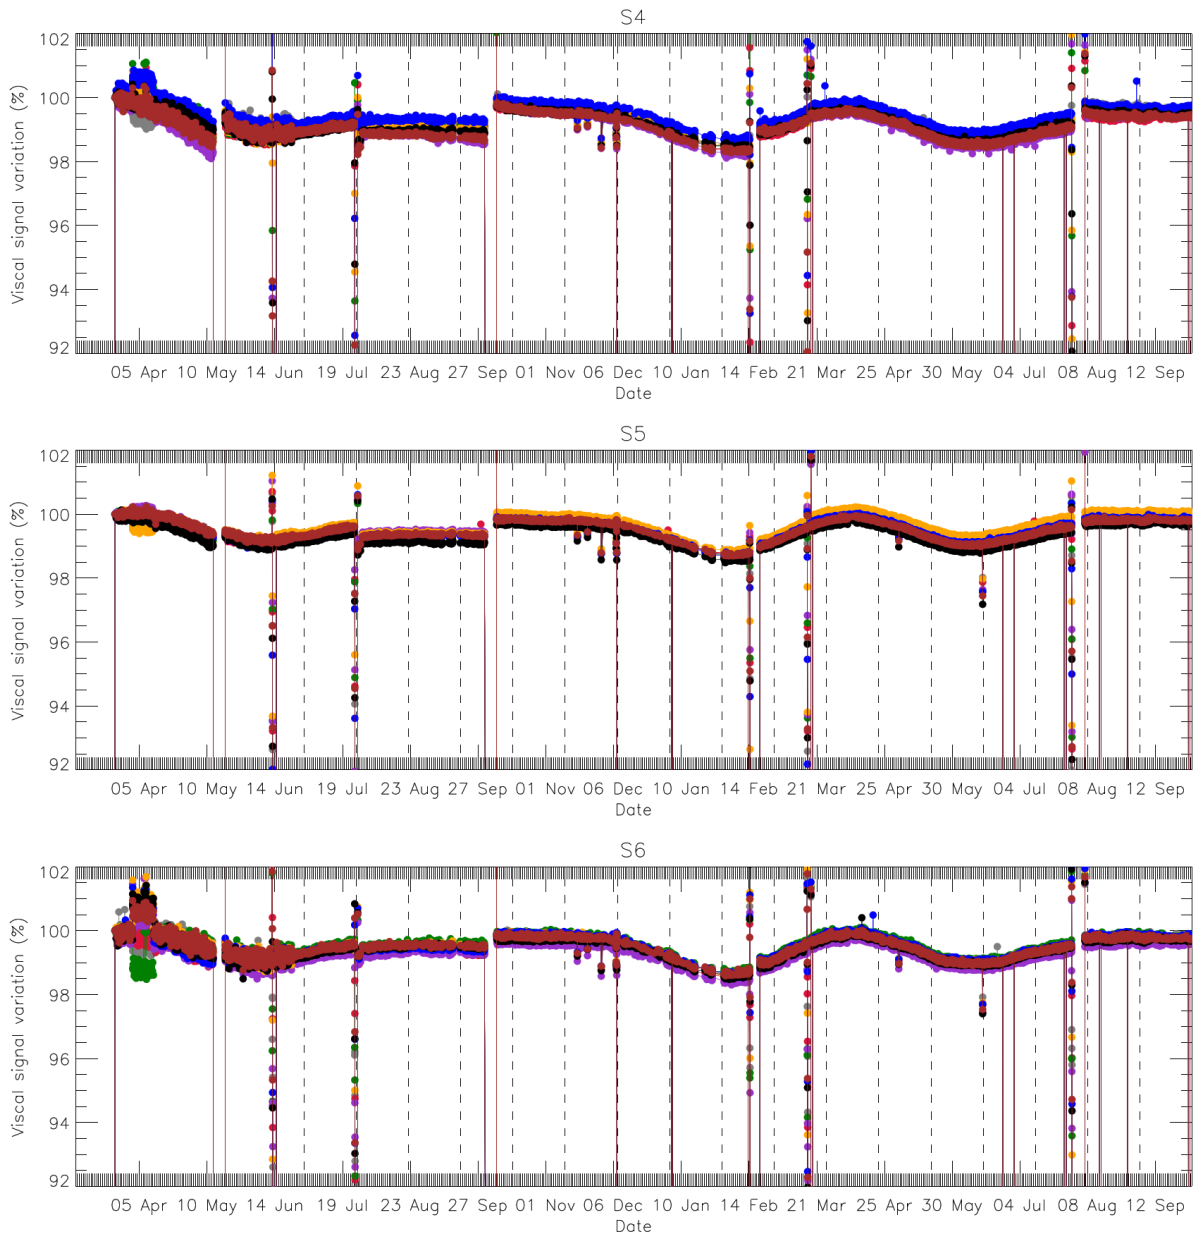 S4
Viscal signal variation (%)
102
100
98
96
94
92
05 Apr 10 May 14 Jun 19 Jul 23 Aug 27 Sep 01 Nov 06 Dec 10 Jan 14 Feb 21 Mar 25 Apr 30 May 04 Jul 08 Aug 12 Sep
Date
S5
Viscal signal variation (%)
102
100
98
96
94
92
05 Apr 10 May 14 Jun 19 Jul 23 Aug 27 Sep 01 Nov 06 Dec 10 Jan 14 Feb 21 Mar 25 Apr 30 May 04 Jul 08 Aug 12 Sep
Date
S6
Viscal signal variation (%)
102
100
98
96
94
92
05 Apr 10 May 14 Jun 19 Jul 23 Aug 27 Sep 01 Nov 06 Dec 10 Jan 14 Feb 21 Mar 25 Apr 30 May 04 Jul 08 Aug 12 Sep
Date